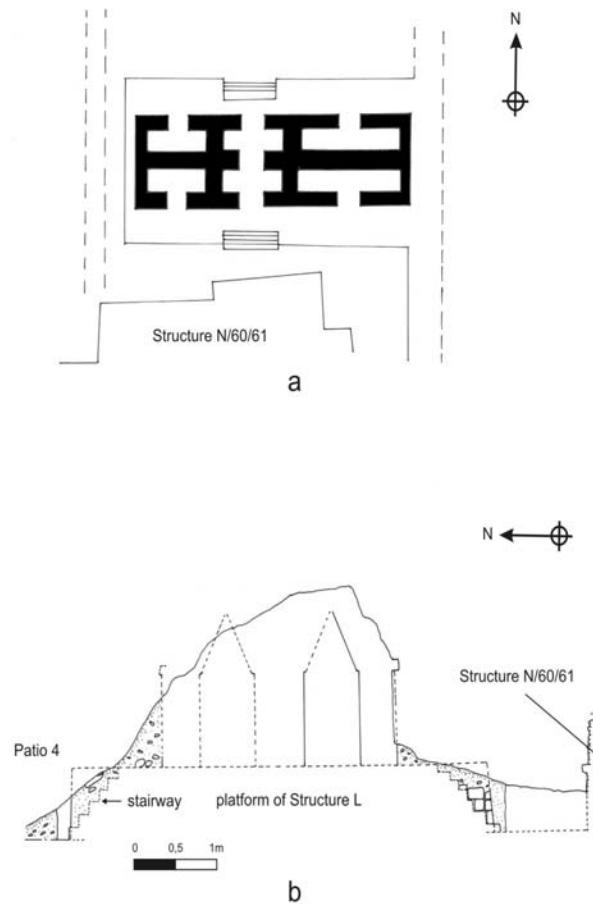 N
Structure N/60/61
a
N
Structure N/60/61
Patio 4
stairway
platform of Structure L
0 0,5 1m
b